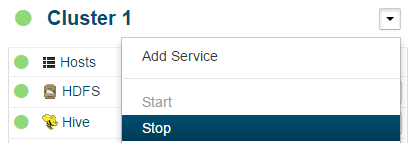 Cluster 1
Add Service
Hosts
Start
HDFS
Stop
Hive